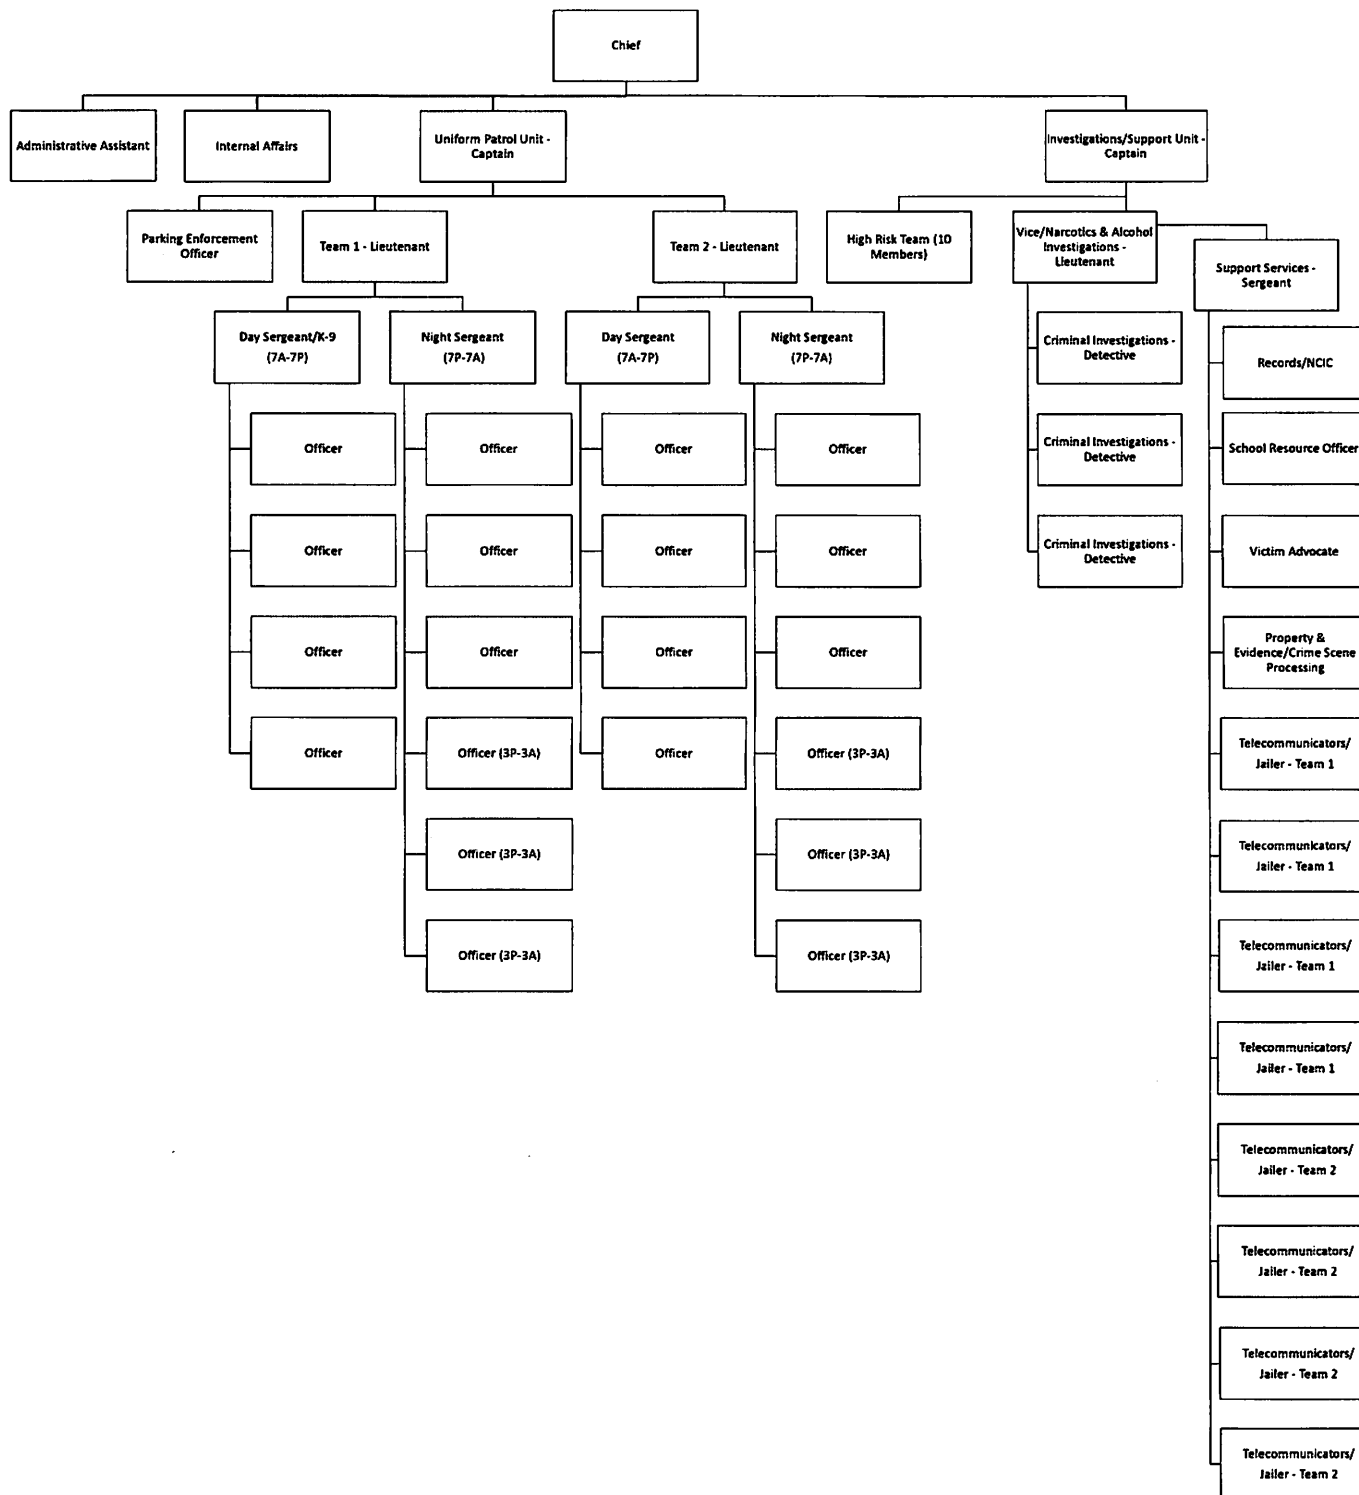 Chief
Administrative Assistant
Internal Affairs
Uniform Patrol Unit -
Captain
Investigations/Support Unit -
Captain
Parking Enforcement
Officer
Team 1 - Lieutenant
Team 2 - Lieutenant
High Risk Team (10
Members)
Vice/Narcotics & Alcohol
Investigations -
Lieutenant
Support Services -
Sergeant
Day Sergeant/K-9
(7A-7P)
Night Sergeant
(7P-7A)
Day Sergeant
(7A-7P)
Night Sergeant
(7P-7A)
Officer
Officer
Officer
Officer
Officer
Officer
Officer
Officer (3P-3A)
Officer (3P-3A)
Officer (3P-3A)
Officer
Officer
Officer
Officer
Officer
Officer
Officer
Officer (3P-3A)
Officer (3P-3A)
Officer (3P-3A)
Criminal Investigations -
Detective
Criminal Investigations -
Detective
Criminal Investigations -
Detective
Records/NCIC
School Resource Officer
Victim Advocate
Property &
Evidence/Crime Scene
Processing
Telecommunicators/
Jailer - Team 1
Telecommunicators/
Jailer - Team 1
Telecommunicators/
Jailer - Team 1
Telecommunicators/
Jailer - Team 1
Telecommunicators/
Jailer - Team 2
Telecommunicators/
Jailer - Team 2
Telecommunicators/
Jailer - Team 2
Telecommunicators/
Jailer - Team 2